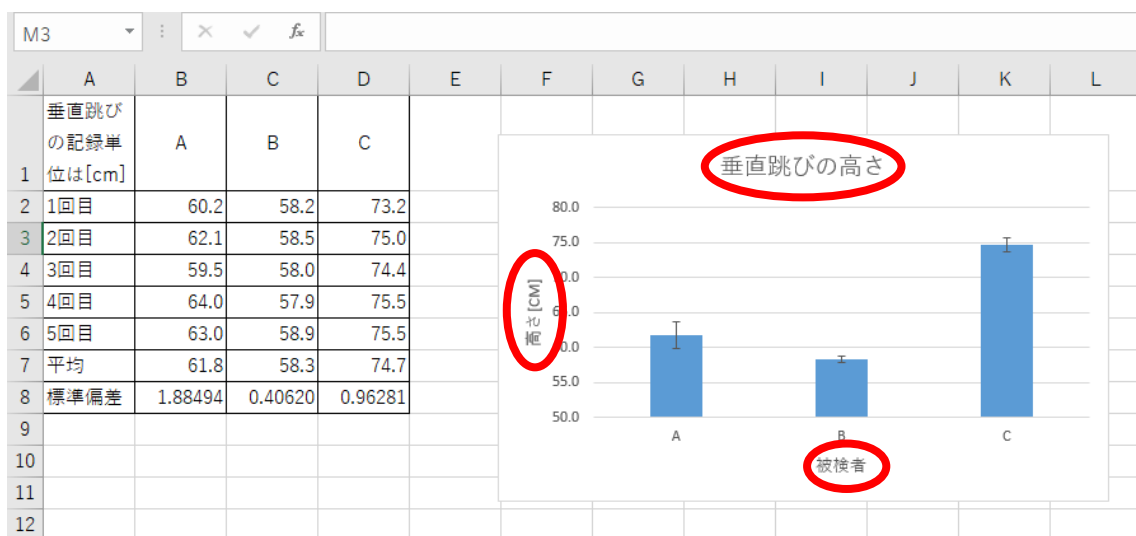 M3 fx
A B C D E F G H I J K L
垂直跳び
の記録単
位は[cm] A B C
1
2 1回目 60.2 58.2 73.2
3 2回目 62.1 58.5 75.0
4 3回目 59.5 58.0 74.4
5 4回目 64.0 57.9 75.5
6 5回目 63.0 58.9 75.5
7 平均 61.8 58.3 74.7
8 標準偏差 1.88494 0.40620 0.96281
9
10
11
12
垂直跳びの高さ
高さ[CM]
80.0
75.0
0.0
0
0.0
55.0
50.0
A B C
被検者